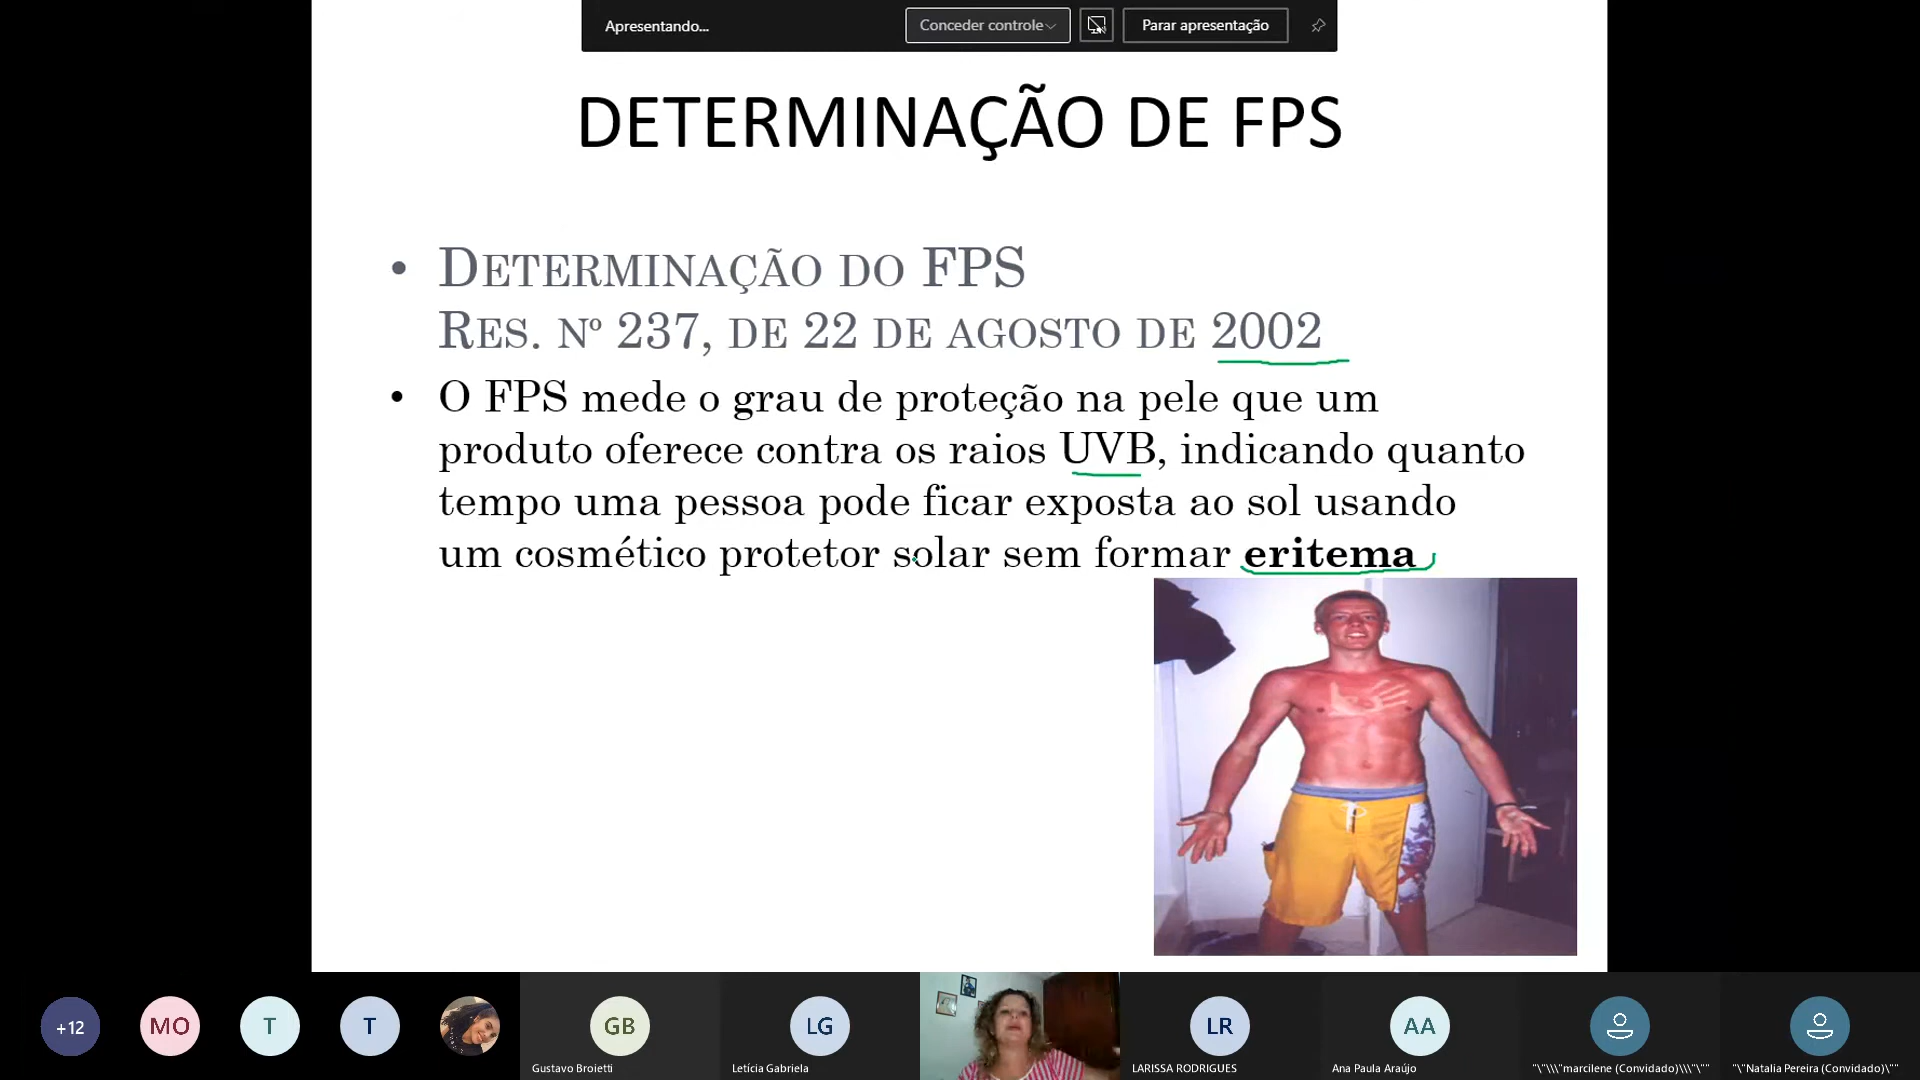 Apresentando...
Conceder controle
Parar apresentação
DETERMINAÇÃO DE FPS
• DETERMINAÇÃO DO FPS
RES. Nº 237, DE 22 DE AGOSTO DE 2002
• O FPS mede o grau de proteção na pele que um
produto oferece contra os raios UVB, indicando quanto
tempo uma pessoa pode ficar exposta ao sol usando
um cosmético protetor solar sem formar eritema
+12
MO
T
T
GB
LG
LR
AA
Gustavo Broietti
Letícia Gabriela
LARISSA RODRIGUES
Ana Paula Araújo
"\"\\\"marcilene (Convidado)\\\"\""
"\"Natalia Pereira (Convidado)\""